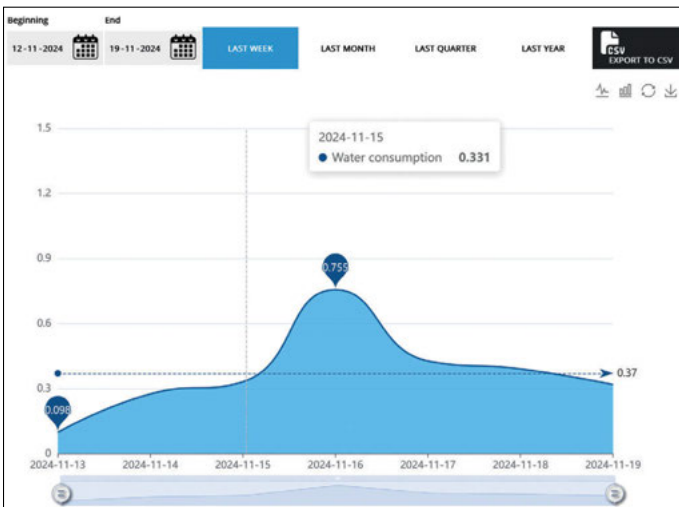 Beginning End
12-11-2024 19-11-2024 LAST WEEK LAST MONTH LAST QUARTER LAST YEAR CSV
EXPORT TO CSV
1.5
2024-11-15
Water consumption 0.331
1.2
0.9
0.755
0.6
0.37
0.3
0.098
0
2024-11-13 2024-11-14 2024-11-15 2024-11-16 2024-11-17 2024-11-18 2024-11-19